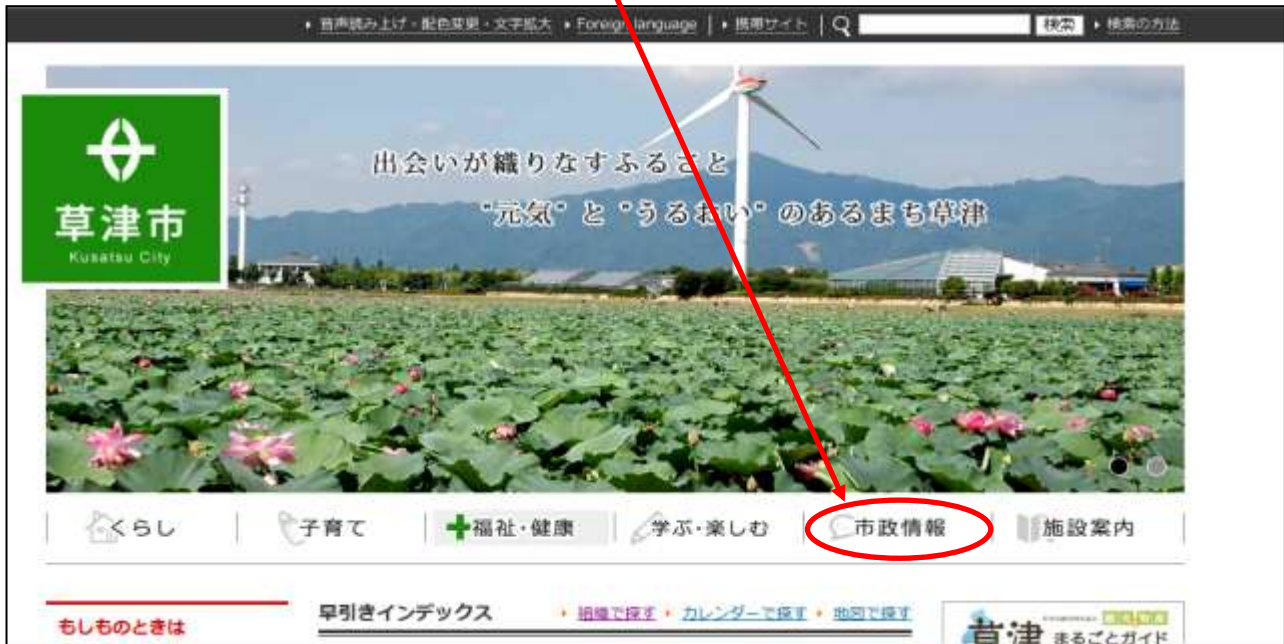 音声読み上げ・配色変更・文字拡大 Foreign language 携帯サイト 検索 検索の方法
草津市
Kusatsu City
出会いが織りなすふるさと
"元気" と "うるおい" のあるまち草津
くらし 子育て 福祉・健康 学ぶ・楽しむ 市政情報 施設案内
もしものときは
早引きインデックス 組織で探す カレンダーで探す 地図で探す
草津 まるごとガイド